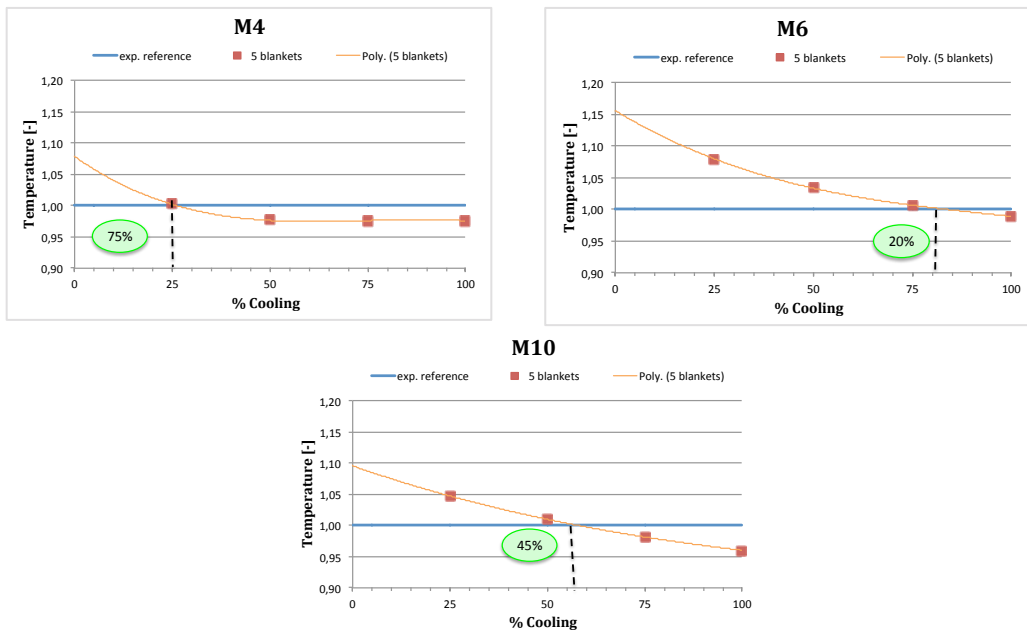 M4
exp. reference 5 blankets Poly. (5 blankets)
1,20
1,15
1,10
1,05
1,00
0,95
0,90
Temperature [-]
75%
0 25 50 75 100
% Cooling
M6
exp. reference 5 blankets Poly. (5 blankets)
1,20
1,15
1,10
1,05
1,00
0,95
0,90
Temperature [-]
20%
0 25 50 75 100
% Cooling
M10
exp. reference 5 blankets Poly. (5 blankets)
1,20
1,15
1,10
1,05
1,00
0,95
0,90
Temperature [-]
45%
0 25 50 75 100
% Cooling